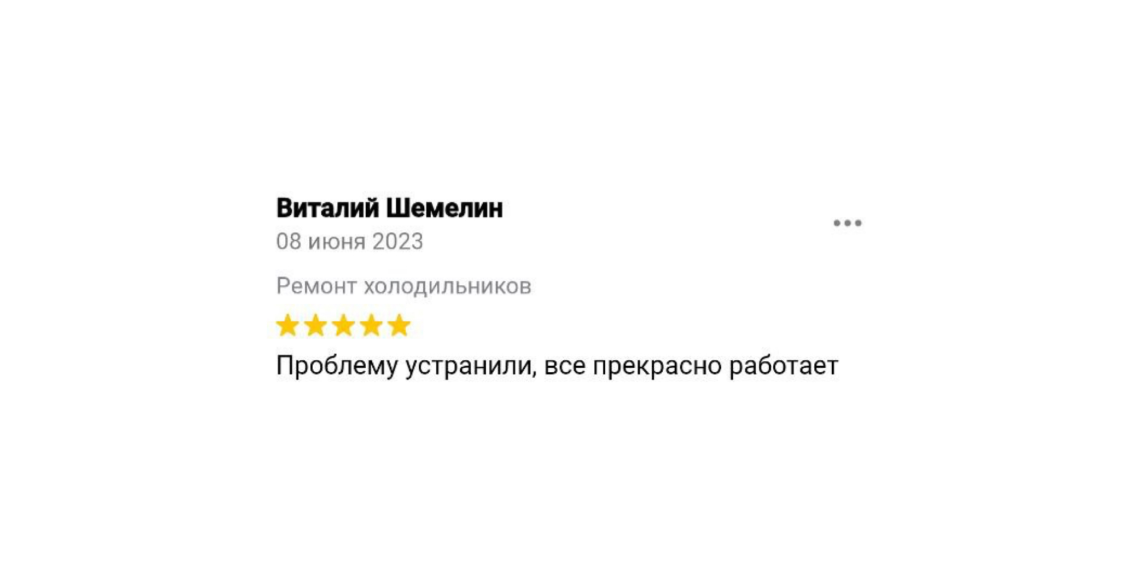 Виталий Шемелин
08 июня 2023
Ремонт холодильников
Проблему устранили, все прекрасно работает